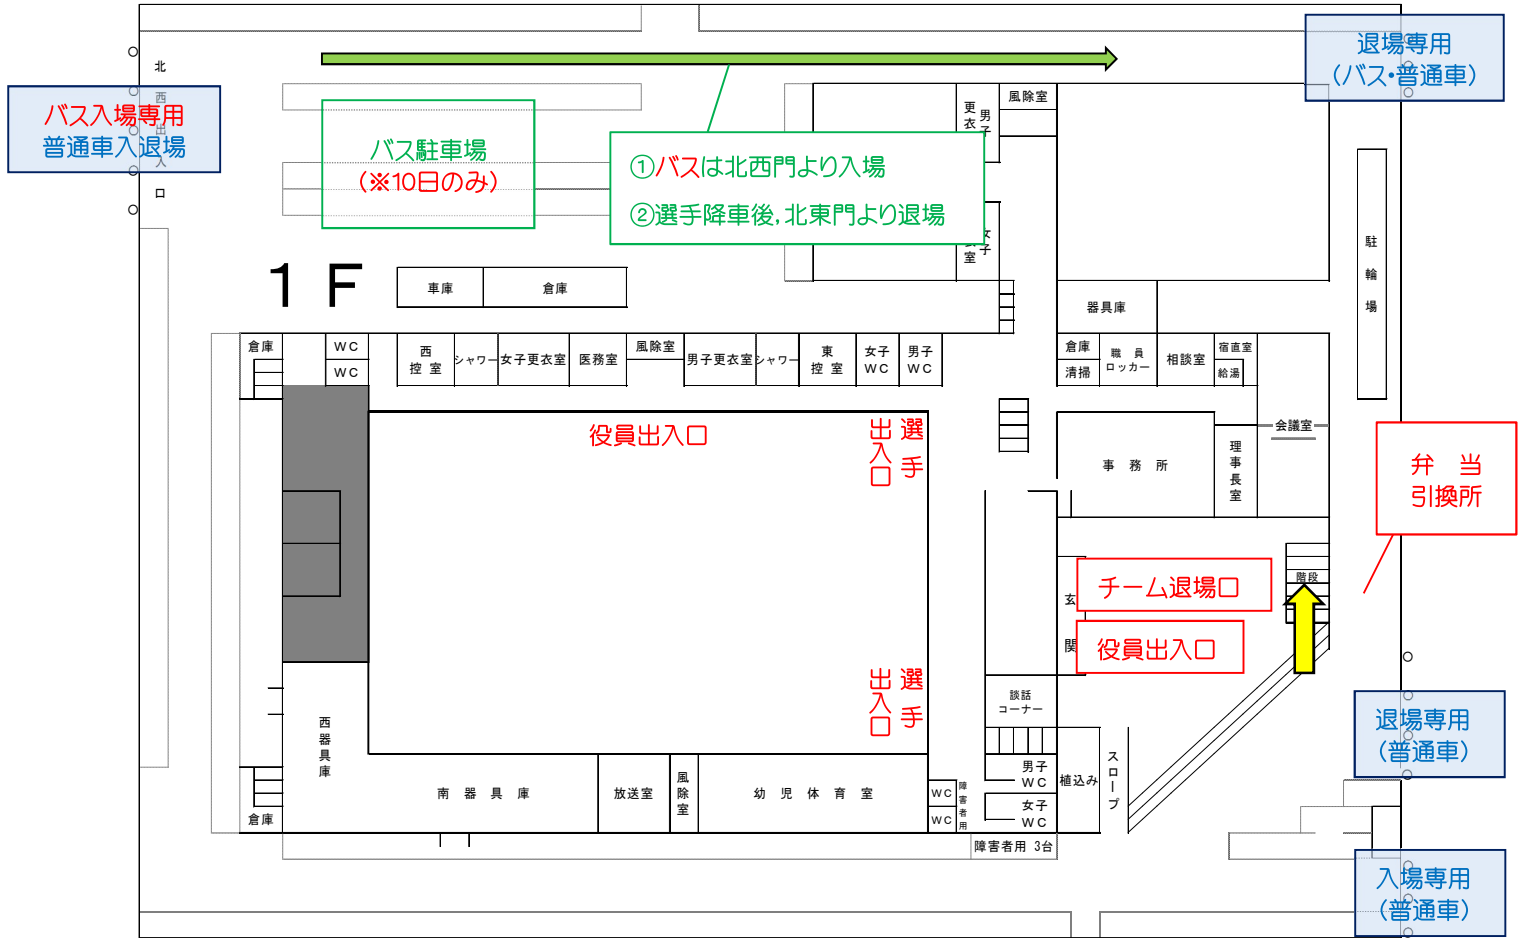 北西出入口
バス入場専用
普通車入退場
退場専用
（バス・普通車）
バス駐車場
（※10日のみ）
①バスは北西門より入場
②選手降車後，北東門より退場
風除室
男子
更衣
女子
室
駐輪場
１Ｆ
車庫
倉庫
器具庫
倉庫
WC
WC
西
控室
シャワー
女子更衣室
医務室
風除室
男子更衣室
シャワー
東
控室
女子
WC
男子
WC
倉庫
清掃
職員
ロッカー
相談室
宿直室
給湯
会議室
役員出入口
選手
出入口
事務所
理事長室
弁当
引換所
階段
チーム退場口
役員出入口
玄関
選手
出入口
談話
コーナー
退場専用
（普通車）
西器具庫
南器具庫
放送室
風除室
幼児体育室
WC
WC
障害者用
男子
WC
女子
WC
植込み
スロープ
倉庫
障害者用 3台
入場専用
（普通車）